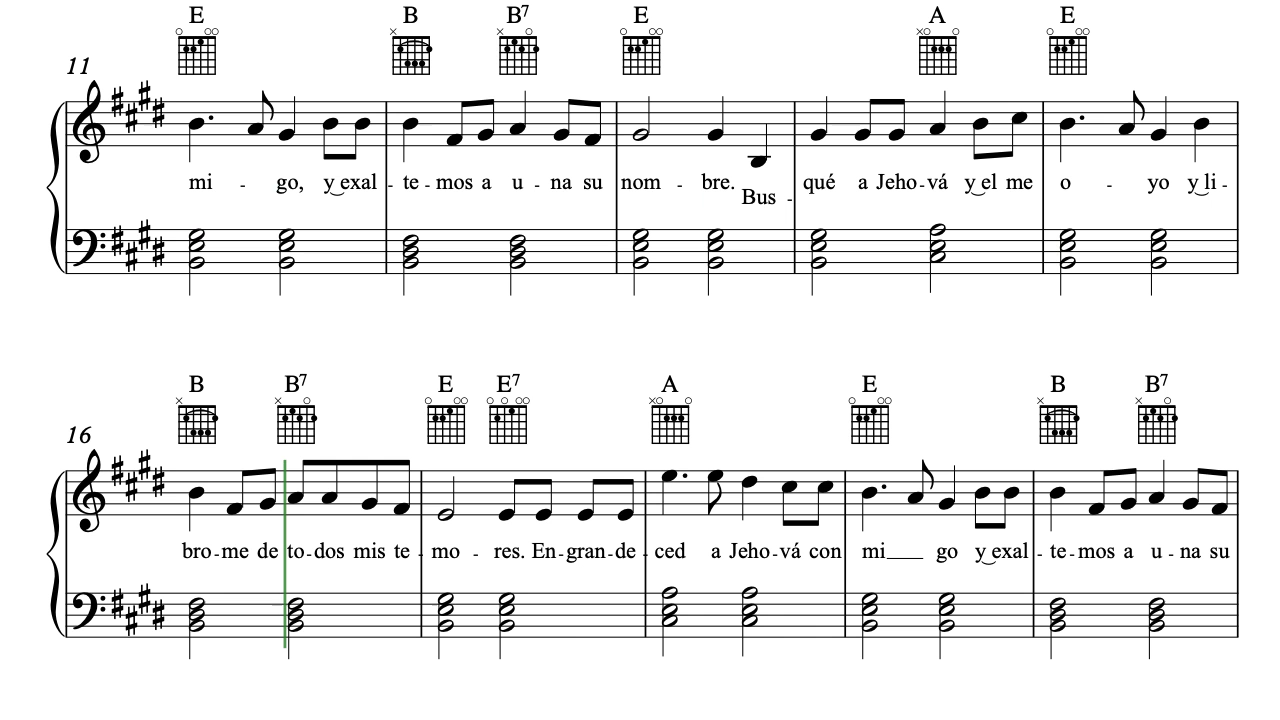 E B B7 E A E
11
mi - go, y exal - te - mos a u - na su nom - bre. Bus - qué a Jeho - vá y el me o - yo y li -
B B7 E E7 A E B B7
16
bro - me de to - dos mis te - mo - res. En - gran - de - ced a Jeho - vá con mi go y exal - te - mos a u - na su